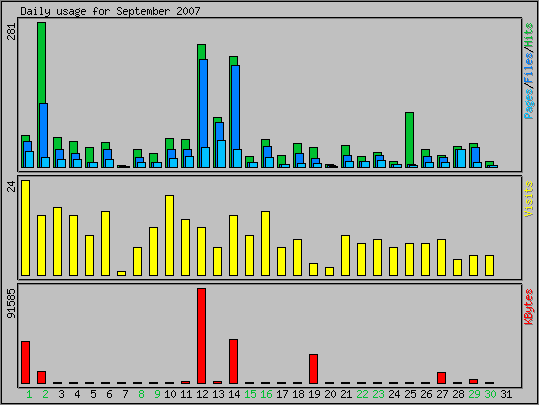 Daily usage for September 2007
281
Pages/Files/Hits
24
Visits
91585
KBytes
1 2 3 4 5 6 7 8 9 10 11 12 13 14 15 16 17 18 19 20 21 22 23 24 25 26 27 28 29 30 31